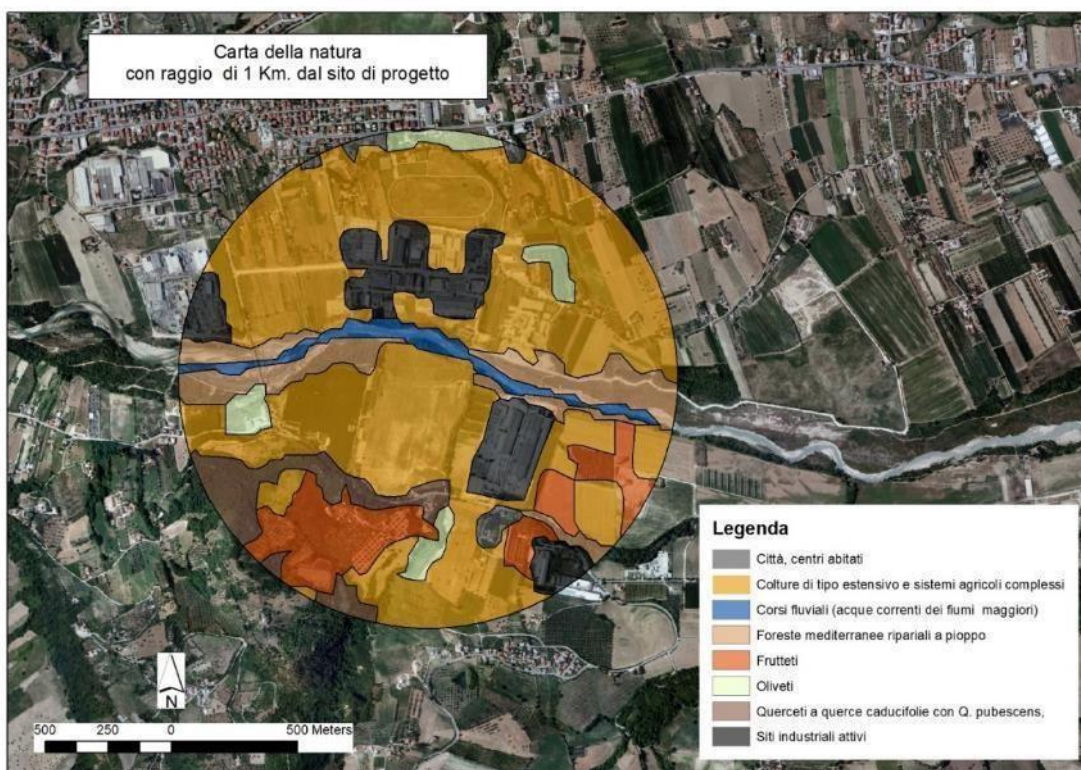 Carta della natura
con raggio di 1 Km. dal sito di progetto
Legenda
Città, centri abitati
Colture di tipo estensivo e sistemi agricoli complessi
Corsi fluviali (acque correnti dei fiumi maggiori)
Foreste mediterranee ripariali a pioppo
Frutteti
Oliveti
Querceti a querce caducifolie con Q. pubescens,
Siti industriali attivi
N
500 250 0 500 Meters